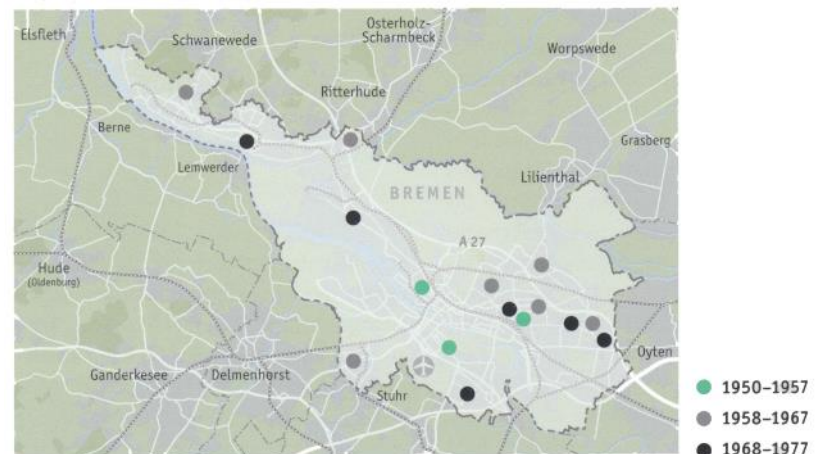 Elsfleth
Schwanewede
Osterholz-
Scharmbeck
Worpswede
Ritterhude
Berne
Grasberg
Lemwerder
Lilienthal
BREMEN
A 27
Hude
(Oldenburg)
Oyten
Ganderkesee
Delmenhorst
Stuhr
1950–1957
1958–1967
1968–1977